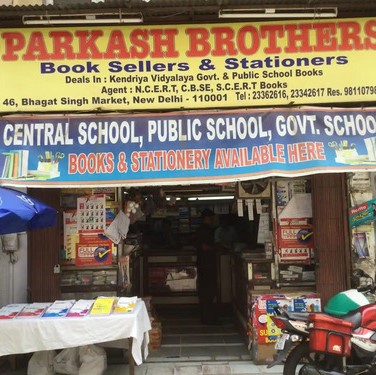 PARKASH BROTHERS
Book Sellers & Stationers
Deals In : Kendriya Vidyalaya Govt. & Public School Books
Agent : N.C.E.R.T, C.B.S.E, S.C.E.R.T Books
46, Bhagat Singh Market, New Delhi - 110001 Tel : 23362616, 23342617 Res. 98110798
CENTRAL SCHOOL, PUBLIC SCHOOL, GOVT. SCHOO
BOOKS & STATIONERY AVAILABLE HERE